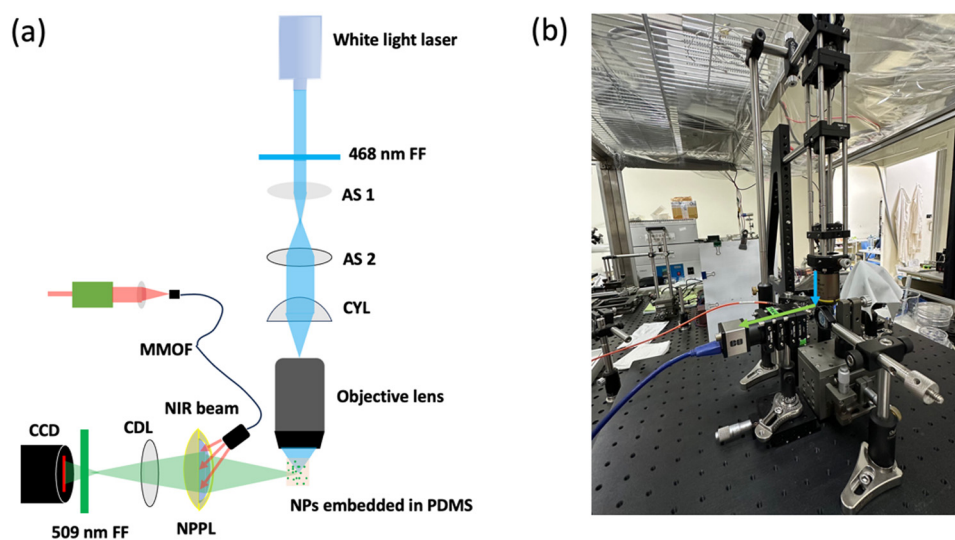 (a)
White light laser
468 nm FF
AS 1
AS 2
CYL
MMOF
Objective lens
NIR beam
CCD
CDL
NPs embedded in PDMS
509 nm FF
NPPL
(b)